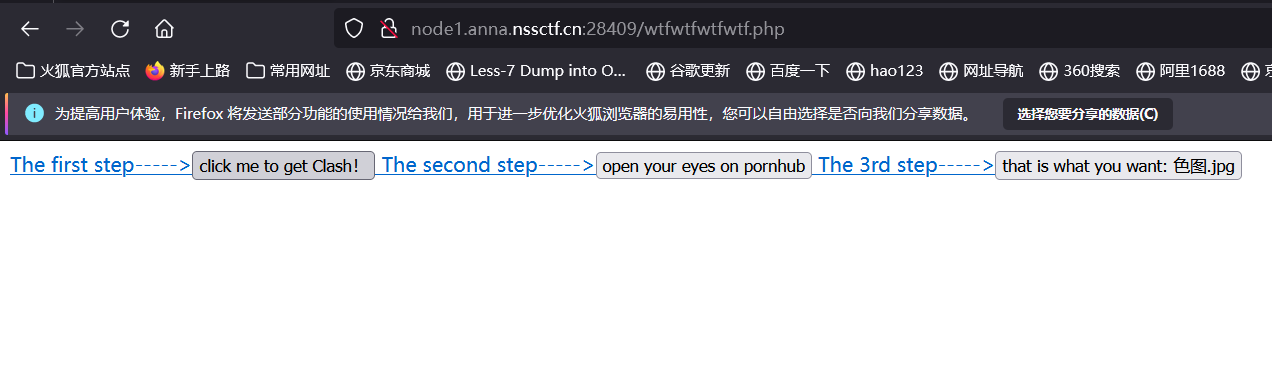 node1.anna.nssctf.cn:28409/wtfwtfwtfwtf.php
火狐官方站点 新手上路 常用网址 京东商城 Less-7 Dump into O... 谷歌更新 百度一下 hao123 网址导航 360搜索 阿里1688
为提高用户体验，Firefox 将发送部分功能的使用情况给我们，用于进一步优化火狐浏览器的易用性，您可以自由选择是否向我们分享数据。 选择您要分享的数据(C)
The first step-----> click me to get Clash！ The second step-----> open your eyes on pornhub The 3rd step-----> that is what you want: 色图.jpg